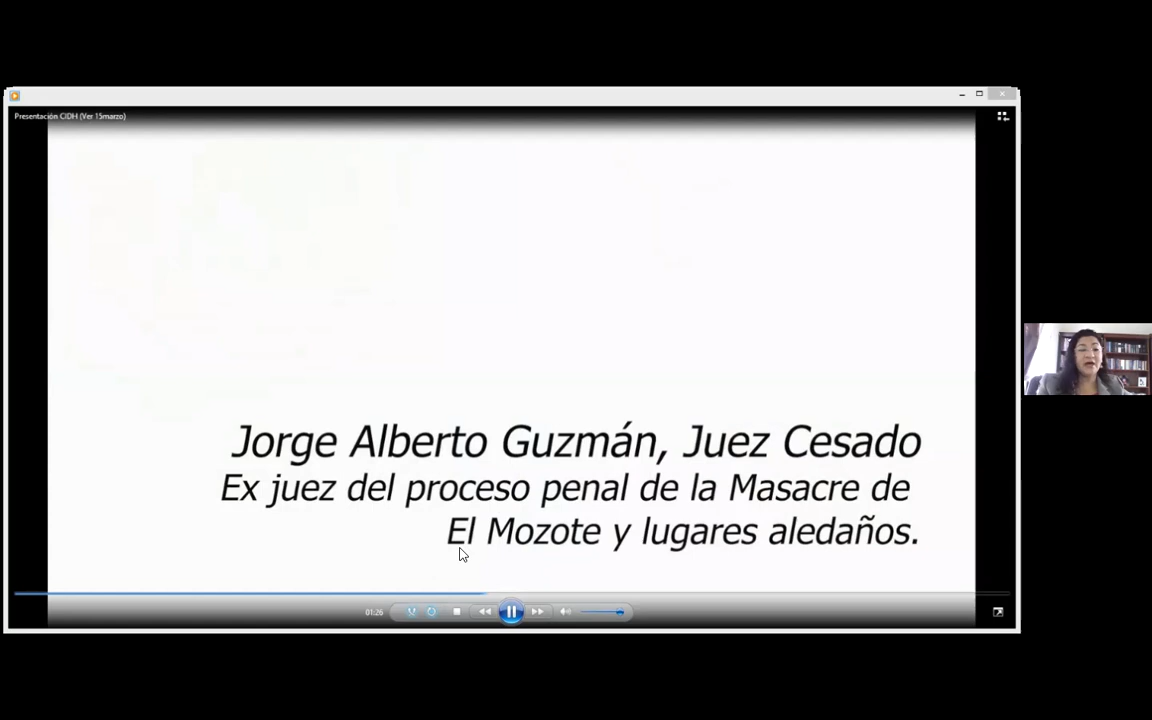 Presentación CIDH (Ver 15marzo)
Jorge Alberto Guzmán, Juez Cesado
Ex juez del proceso penal de la Masacre de
El Mozote y lugares aledaños.
01:26